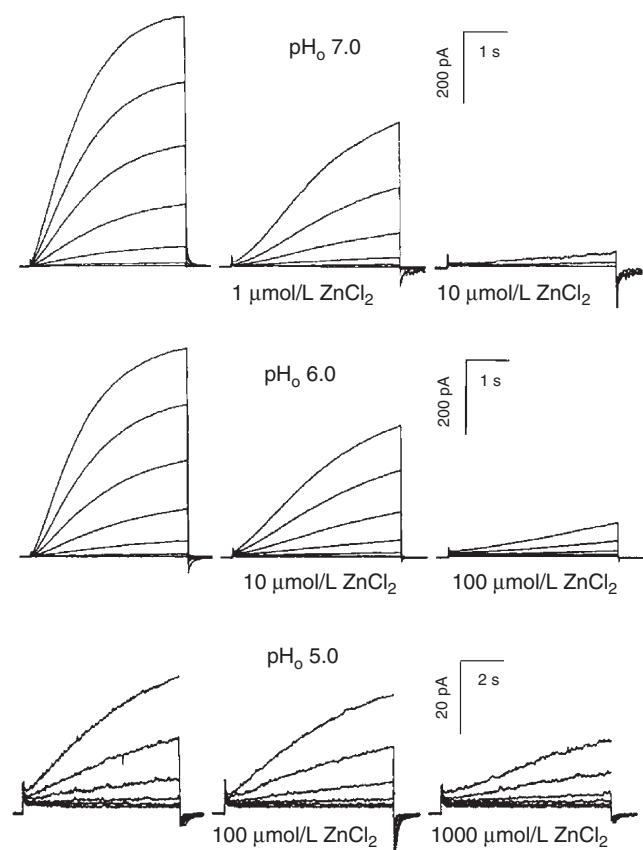 pHₒ 7.0
200 pA
1 s
1 μmol/L ZnCl₂
10 μmol/L ZnCl₂
pHₒ 6.0
200 pA
1 s
10 μmol/L ZnCl₂
100 μmol/L ZnCl₂
pHₒ 5.0
20 pA
2 s
100 μmol/L ZnCl₂
1000 μmol/L ZnCl₂